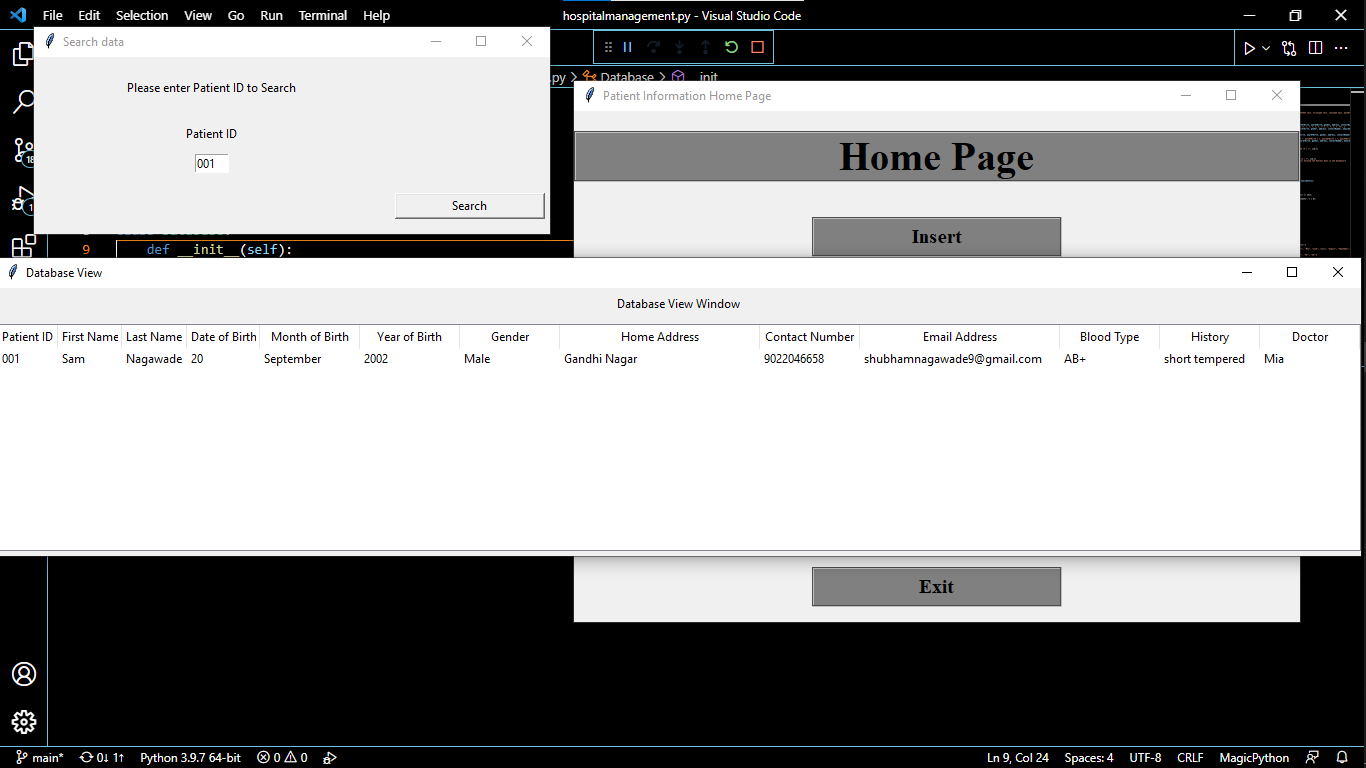 File Edit Selection View Go Run Terminal Help
hospitalmanagement.py - Visual Studio Code
Search data
Please enter Patient ID to Search
Patient ID
001
Search
.py > Database > __init__
Patient Information Home Page
Home Page
Insert
9 def __init__(self):
Database View
Database View Window
Patient ID First Name Last Name Date of Birth Month of Birth Year of Birth Gender Home Address Contact Number Email Address Blood Type History Doctor
001 Sam Nagawade 20 September 2002 Male Gandhi Nagar 9022046658 shubhamnagawade9@gmail.com AB+ short tempered Mia
Exit
main* 0↓ 1↑ Python 3.9.7 64-bit 0 0 Ln 9, Col 24 Spaces: 4 UTF-8 CRLF MagicPython